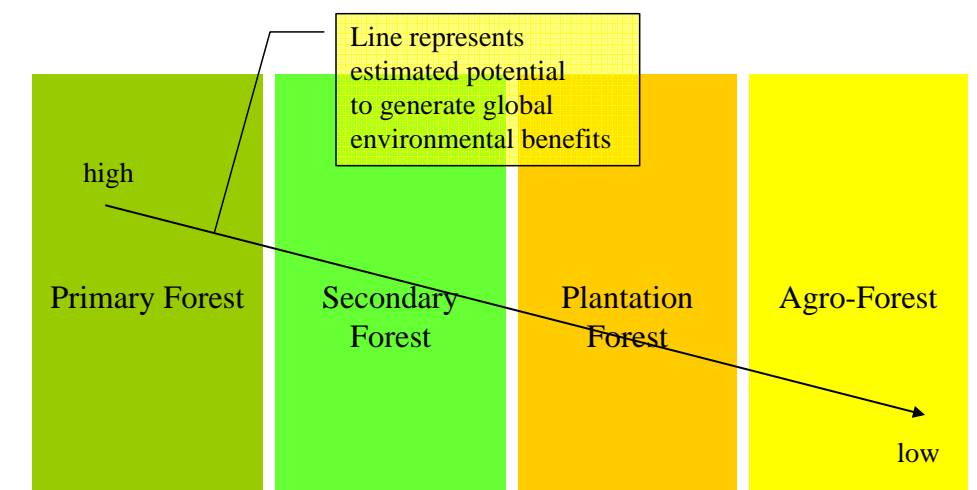 Line represents
estimated potential
to generate global
environmental benefits
high
Primary Forest
Secondary
Forest
Plantation
Forest
Agro-Forest
low